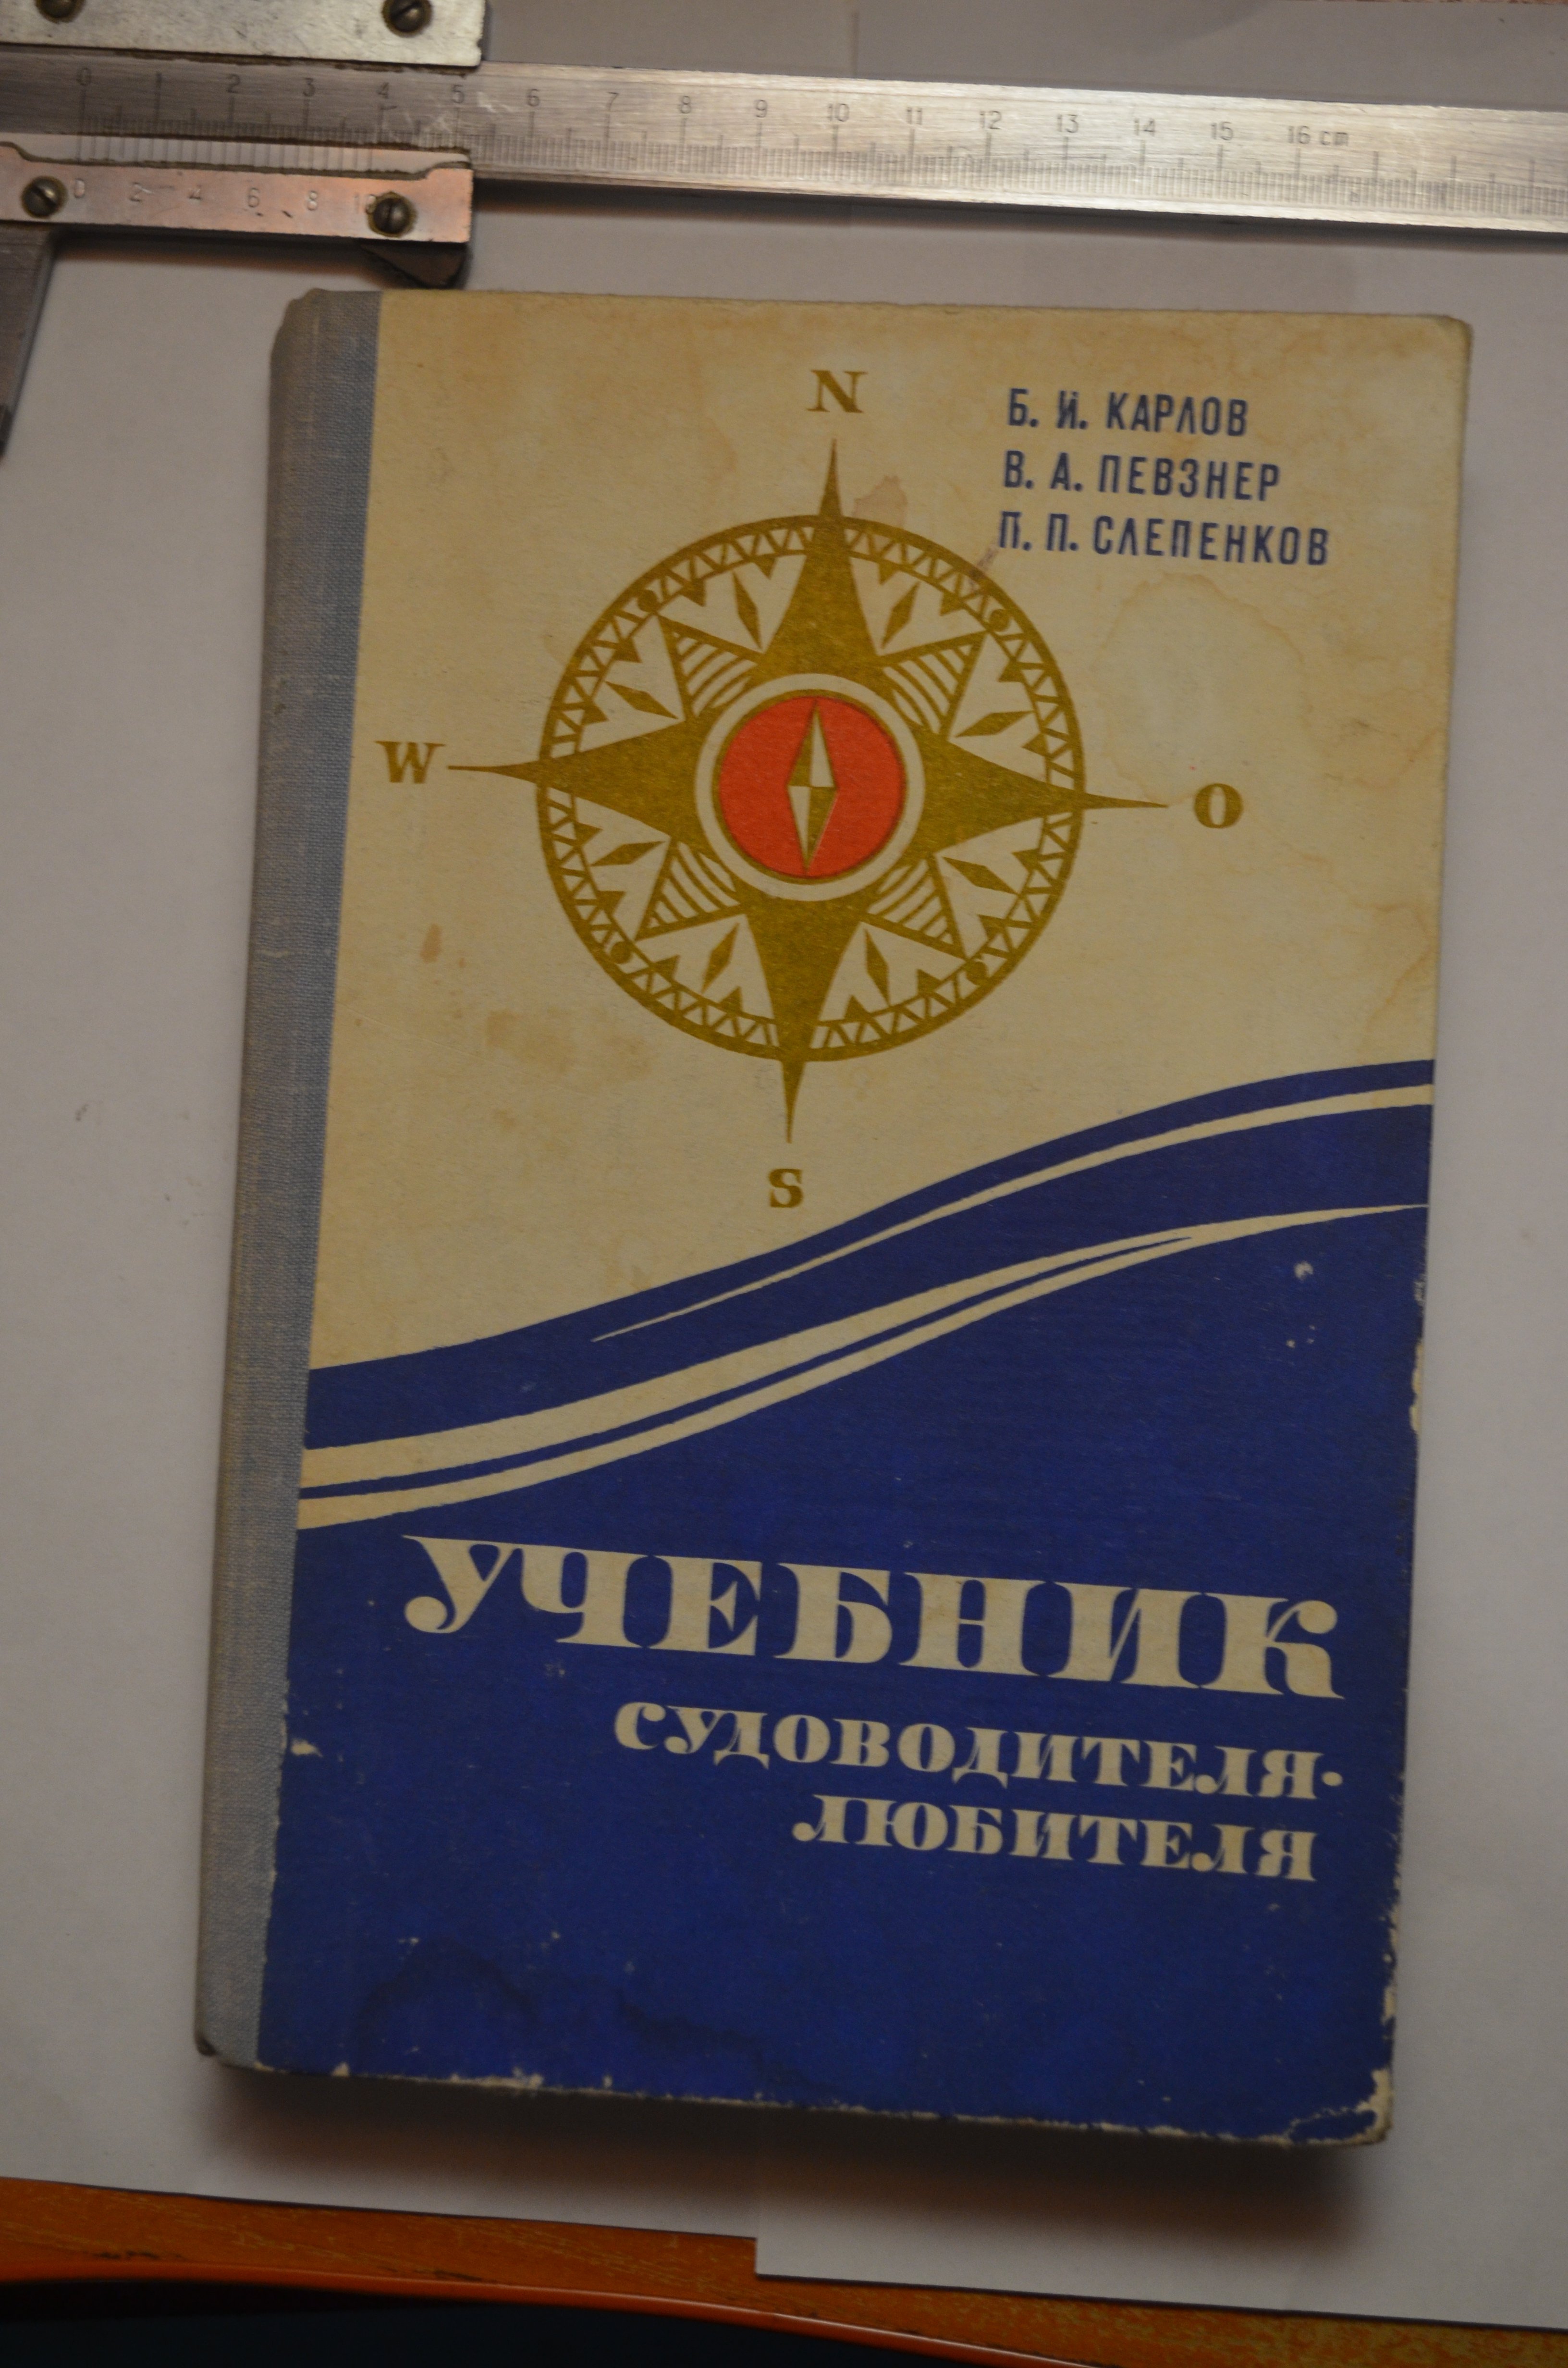 0 1 2 3 4 5 6 7 8 9 10 11 12 13 14 15 16 cm
0 2 4 6 8
N
Б. И. КАРЛОВ
В. А. ПЕВЗНЕР
П. П. СЛЕПЕНКОВ
W O
S
УЧЕБНИК
СУДОВОДИТЕЛЯ-
ЛЮБИТЕЛЯ